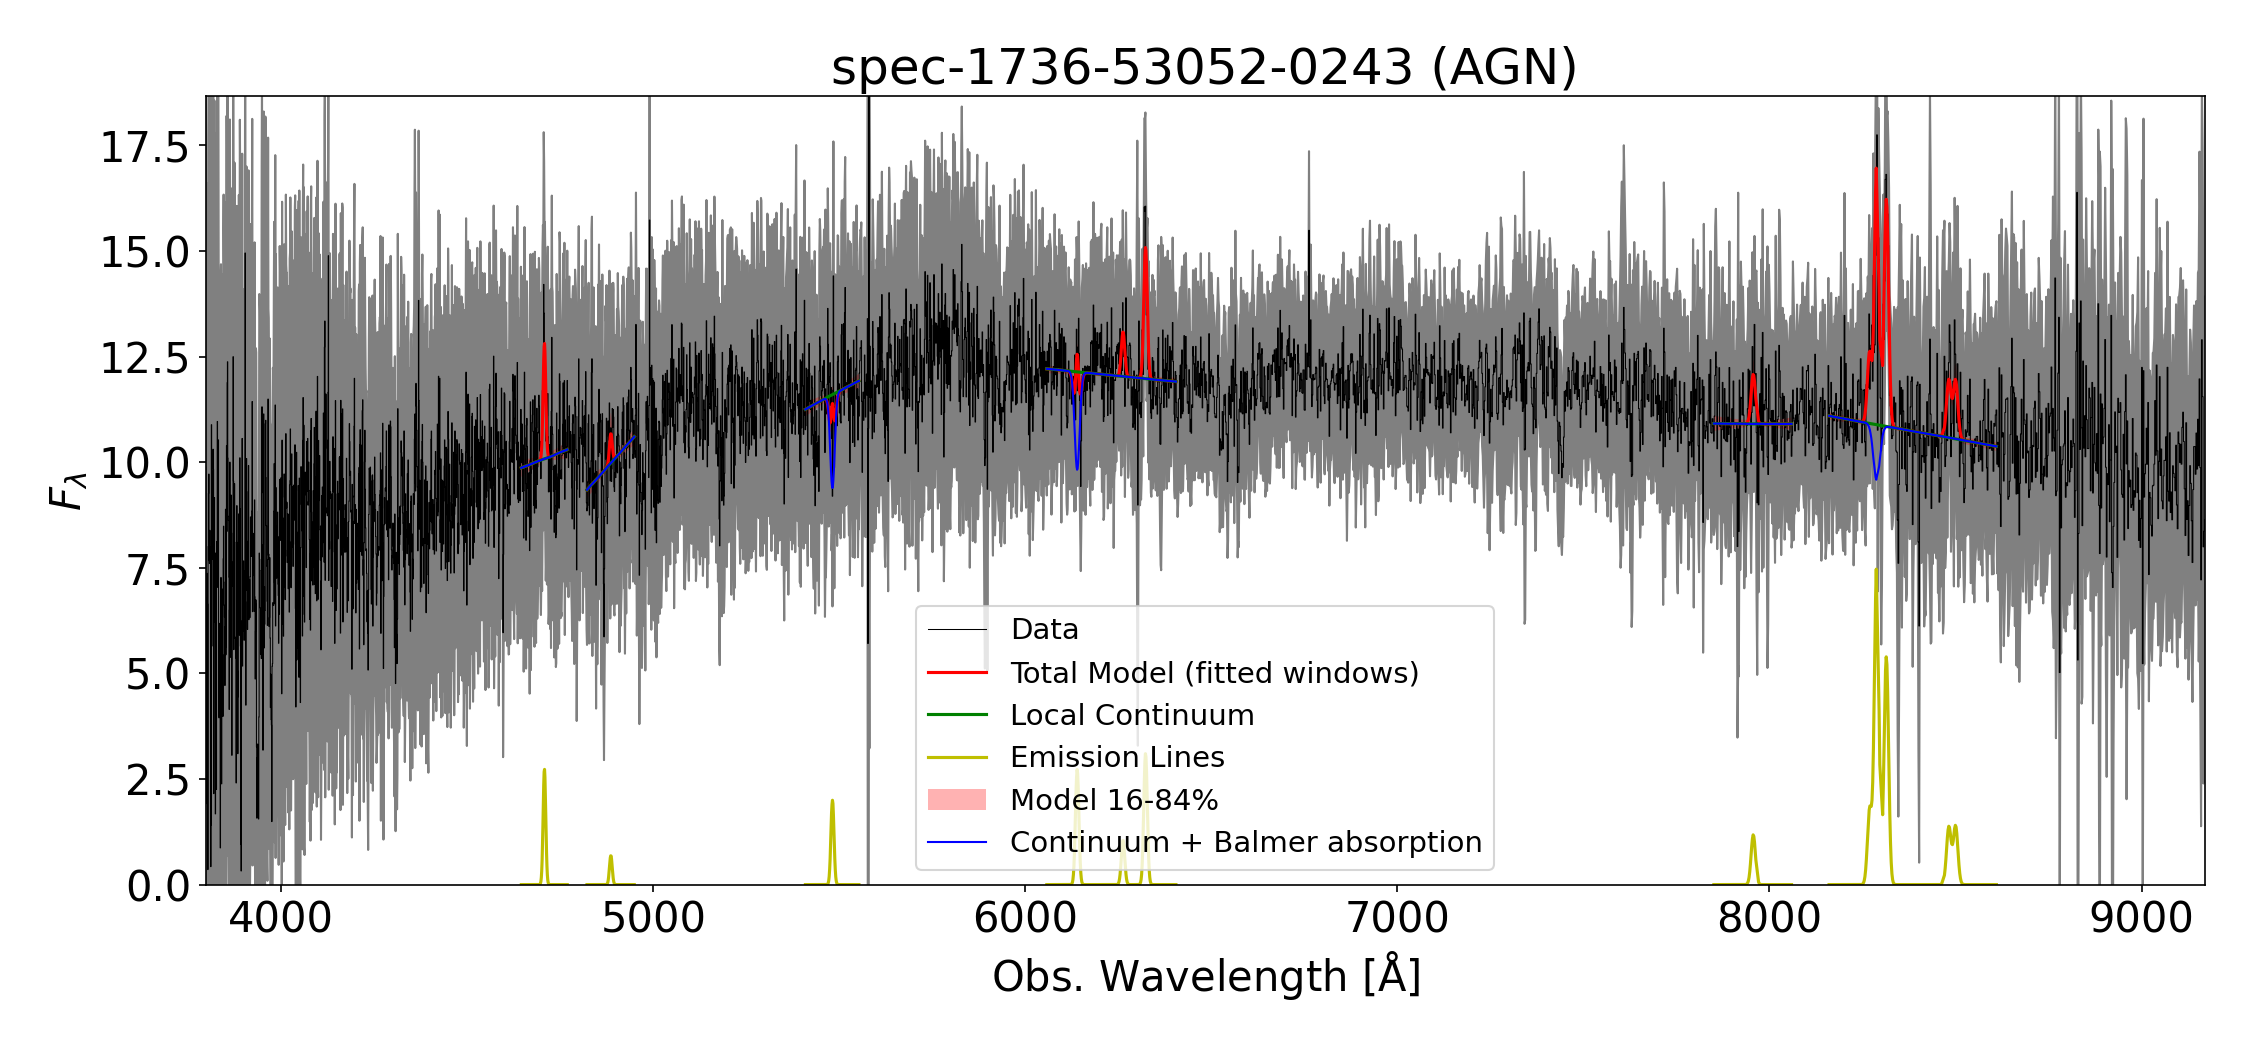 spec-1736-53052-0243 (AGN)
17.5
15.0
12.5
10.0
7.5
5.0
2.5
0.0
F_λ
Data
Total Model (fitted windows)
Local Continuum
Emission Lines
Model 16-84%
Continuum + Balmer absorption
4000 5000 6000 7000 8000 9000
Obs. Wavelength [Å]